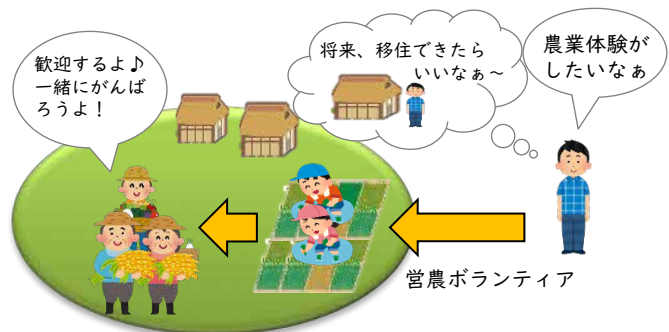 歓迎するよ♪
一緒にがんば
ろうよ！
将来、移住できたら
いいなぁ～
農業体験が
したいなぁ
営農ボランティア